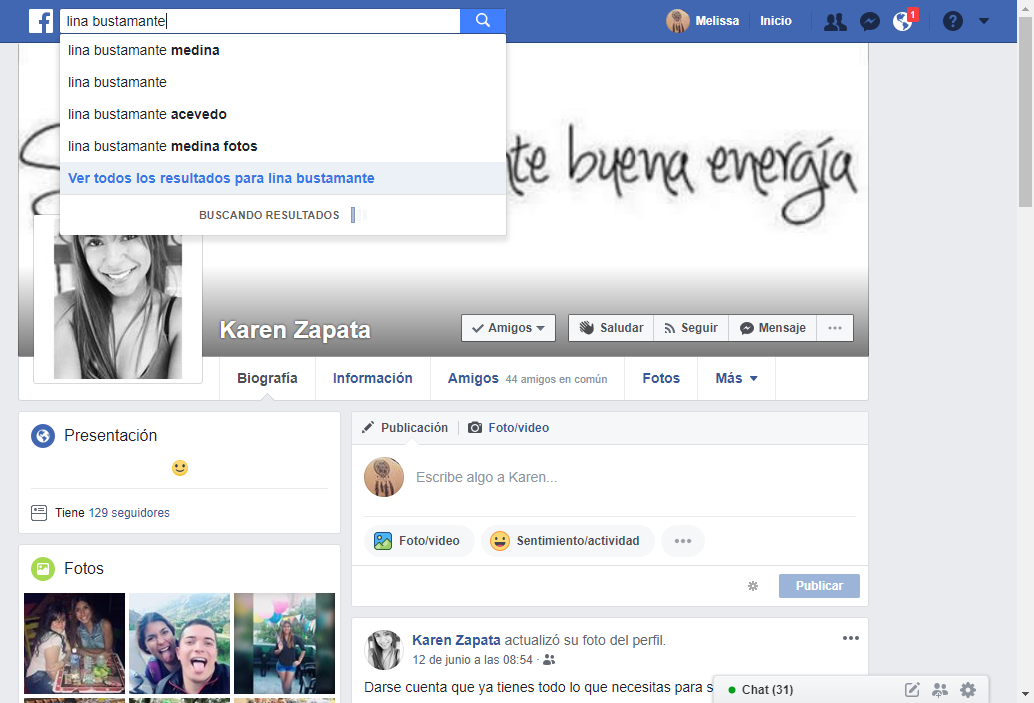 lina bustamante
Melissa
Inicio
1
lina bustamante medina
lina bustamante
lina bustamante acevedo
lina bustamante medina fotos
Ver todos los resultados para lina bustamante
BUSCANDO RESULTADOS
buena energía
Karen Zapata
Amigos
Saludar
Seguir
Mensaje
Biografía
Información
Amigos 44 amigos en común
Fotos
Más
Presentación
Tiene 129 seguidores
Fotos
Publicación
Foto/video
Escribe algo a Karen...
Foto/video
Sentimiento/actividad
Publicar
Karen Zapata actualizó su foto del perfil.
12 de junio a las 08:54 ·
Darse cuenta que ya tienes todo lo que necesitas para s
Chat (31)